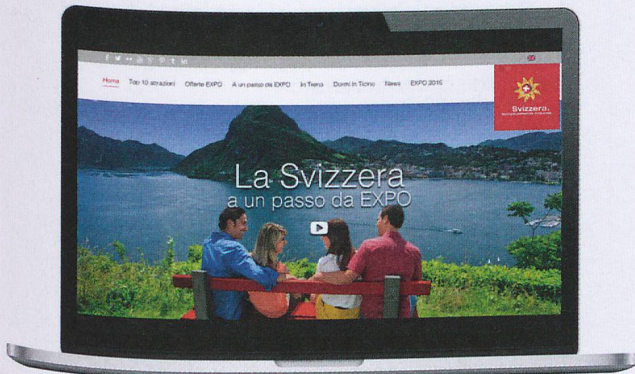 Home Top 10 attrazioni Offerte EXPO A un passo da EXPO In Treno Dormi in Ticino News EXPO 2015
Svizzera.
La Svizzera
a un passo da EXPO